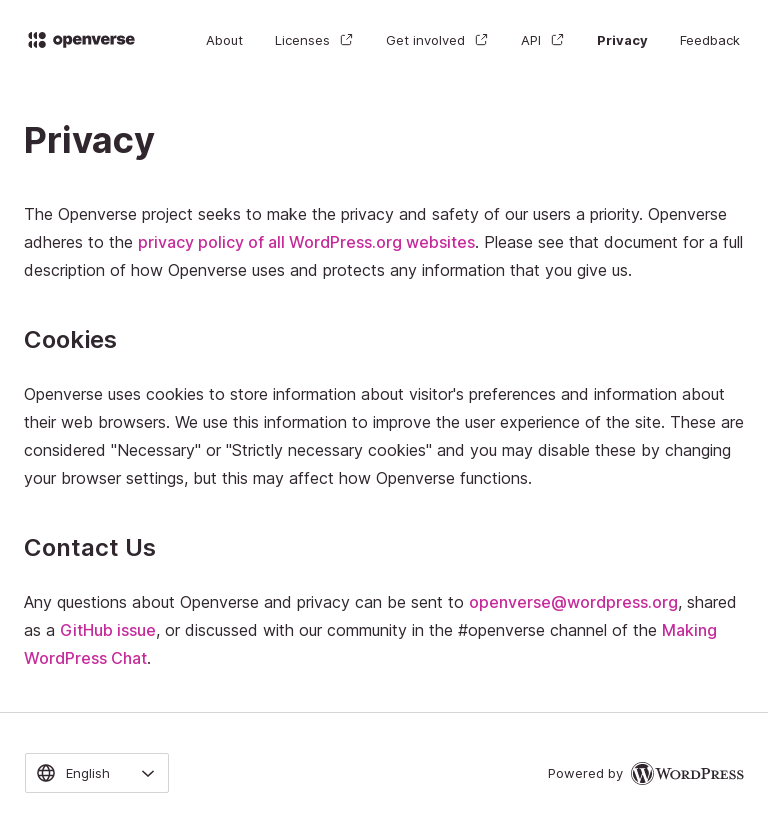 openverse About Licenses Get involved API Privacy Feedback
Privacy
The Openverse project seeks to make the privacy and safety of our users a priority. Openverse
adheres to the privacy policy of all WordPress.org websites. Please see that document for a full
description of how Openverse uses and protects any information that you give us.
Cookies
Openverse uses cookies to store information about visitor's preferences and information about
their web browsers. We use this information to improve the user experience of the site. These are
considered "Necessary" or "Strictly necessary cookies" and you may disable these by changing
your browser settings, but this may affect how Openverse functions.
Contact Us
Any questions about Openverse and privacy can be sent to openverse@wordpress.org, shared
as a GitHub issue, or discussed with our community in the #openverse channel of the Making
WordPress Chat.
English Powered by WordPress